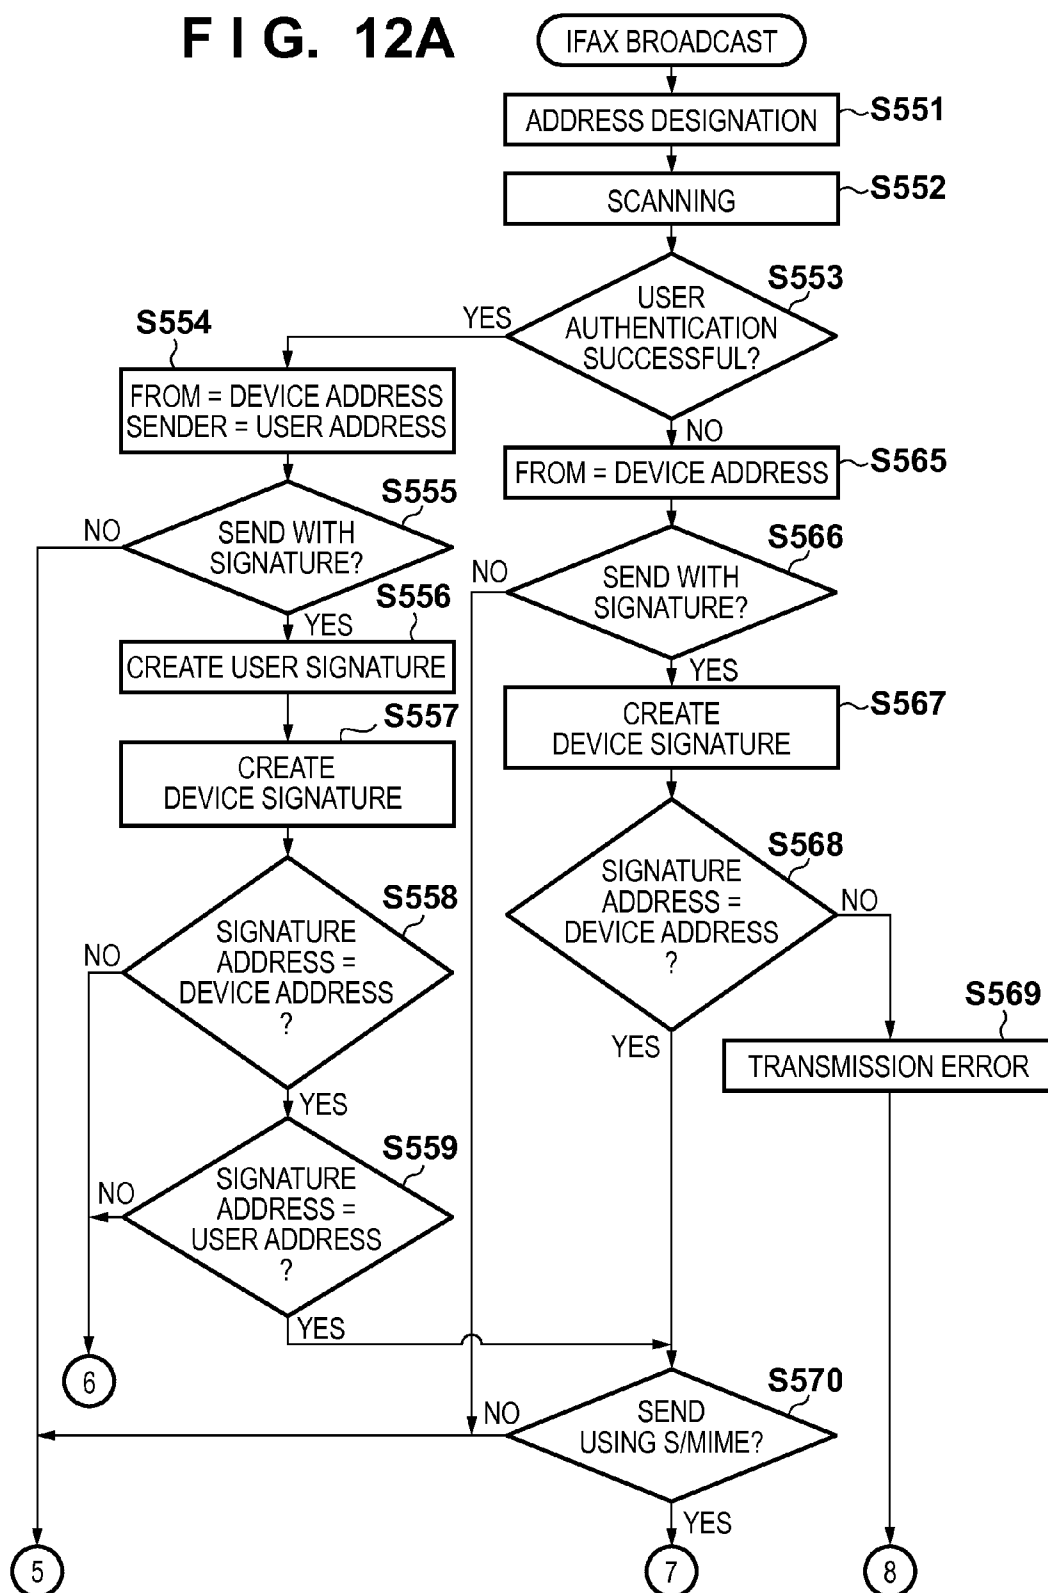 FIG. 12A
IFAX BROADCAST
ADDRESS DESIGNATION
S551
SCANNING
S552
S553
USER
AUTHENTICATION
SUCCESSFUL?
YES
NO
S554
FROM = DEVICE ADDRESS
SENDER = USER ADDRESS
S555
SEND WITH
SIGNATURE?
NO
YES
S556
CREATE USER SIGNATURE
S557
CREATE
DEVICE SIGNATURE
S558
SIGNATURE
ADDRESS =
DEVICE ADDRESS
?
NO
YES
S559
SIGNATURE
ADDRESS =
USER ADDRESS
?
NO
YES
6
FROM = DEVICE ADDRESS
S565
S566
SEND WITH
SIGNATURE?
NO
YES
CREATE
DEVICE SIGNATURE
S567
S568
SIGNATURE
ADDRESS =
DEVICE ADDRESS
?
NO
YES
S569
TRANSMISSION ERROR
S570
SEND
USING S/MIME?
NO
YES
5
7
8